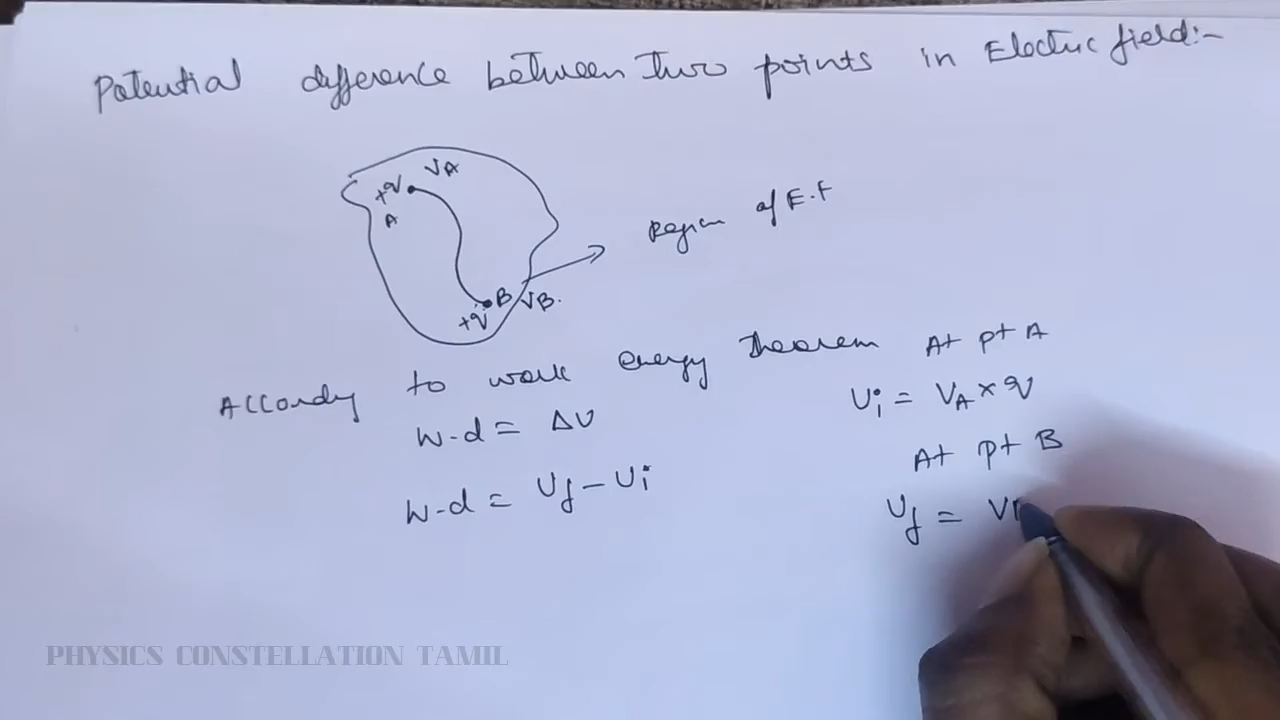 Potential difference between two points in Electric field:-
+q VA
A
Region of E.F
B VB.
+q
According to work energy theorem
At pt A
W.d = ΔU
Ui = VA × q
At pt B
W.d = Uf - Ui
Uf = V
PHYSICS CONSTELLATION TAMIL